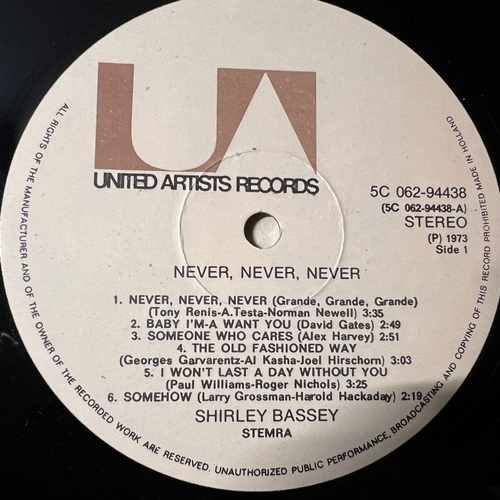 UA
UNITED ARTISTS RECORDS
5C 062-94438
(5C 062-94438-A)
STEREO
(P) 1973
Side 1
NEVER, NEVER, NEVER
1. NEVER, NEVER, NEVER (Grande, Grande, Grande)
(Tony Renis-A.Testa-Norman Newell) 3:35
2. BABY I'M-A WANT YOU (David Gates) 2:49
3. SOMEONE WHO CARES (Alex Harvey) 2:51
4. THE OLD FASHIONED WAY
(Georges Garvarentz-Al Kasha-Joel Hirschorn) 3:03
5. I WON'T LAST A DAY WITHOUT YOU
(Paul Williams-Roger Nichols) 3:25
6. SOMEHOW (Larry Grossman-Harold Hackaday) 2:19
SHIRLEY BASSEY
STEMRA
ALL RIGHTS OF THE MANUFACTURER AND OF THE OWNER OF THE RECORDED WORK ARE RESERVED. UNAUTHORIZED PUBLIC PERFORMANCE, BROADCASTING AND COPYING OF THIS RECORD PROHIBITED MADE IN HOLLAND